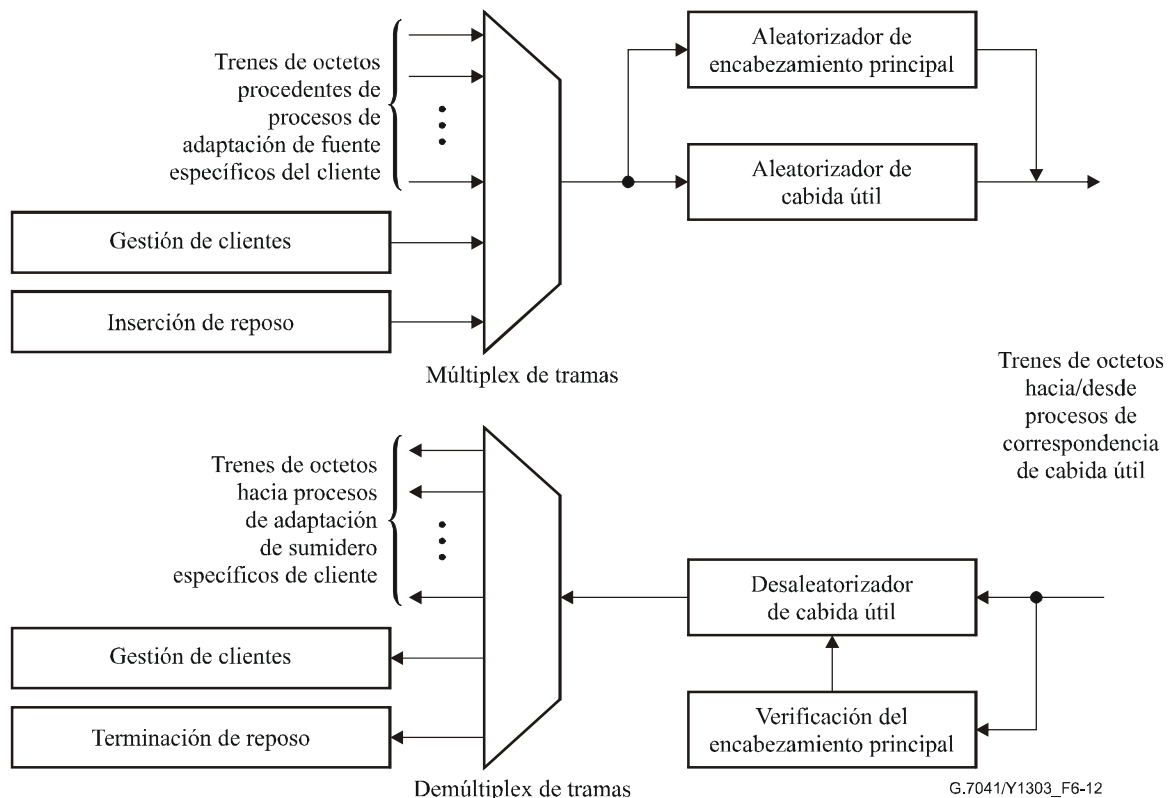 Trenes de octetos
procedentes de
procesos de
adaptación de fuente
específicos del cliente
Gestión de clientes
Inserción de reposo
Múltiplex de tramas
Aleatorizador de
encabezamiento principal
Aleatorizador de
cabida útil
Trenes de octetos
hacia/desde
procesos de
correspondencia
de cabida útil
Trenes de octetos
hacia procesos
de adaptación
de sumidero
específicos de cliente
Gestión de clientes
Terminación de reposo
Demúltiplex de tramas
Desaleatorizador
de cabida útil
Verificación del
encabezamiento principal
G.7041/Y1303_F6-12